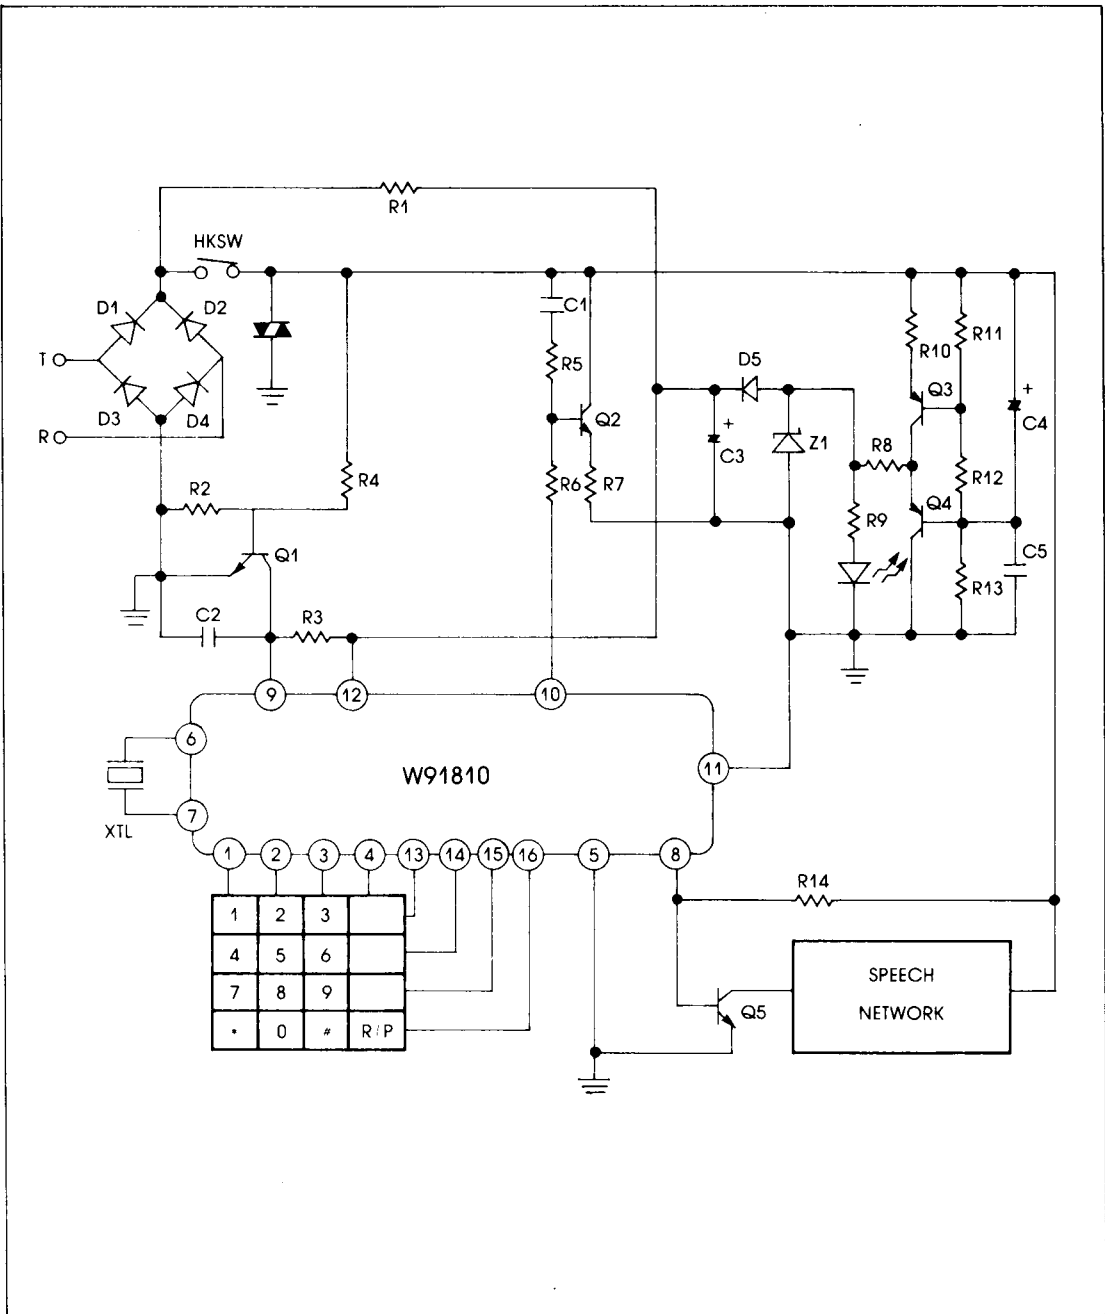 R1
HKSW
D1
D2
C1
R11
R10
T
R5
D5
Q3
+
D3
D4
Q2
+
C4
R
Z1
C3
R8
R4
R6
R7
R12
R2
Q4
R9
Q1
C5
R13
C2
R3
9
12
10
6
W91810
11
7
XTL
1
2
3
4
13
14
15
16
5
8
R14
1
2
3
4
5
6
SPEECH
7
8
9
Q5
NETWORK
*
0
#
R/P